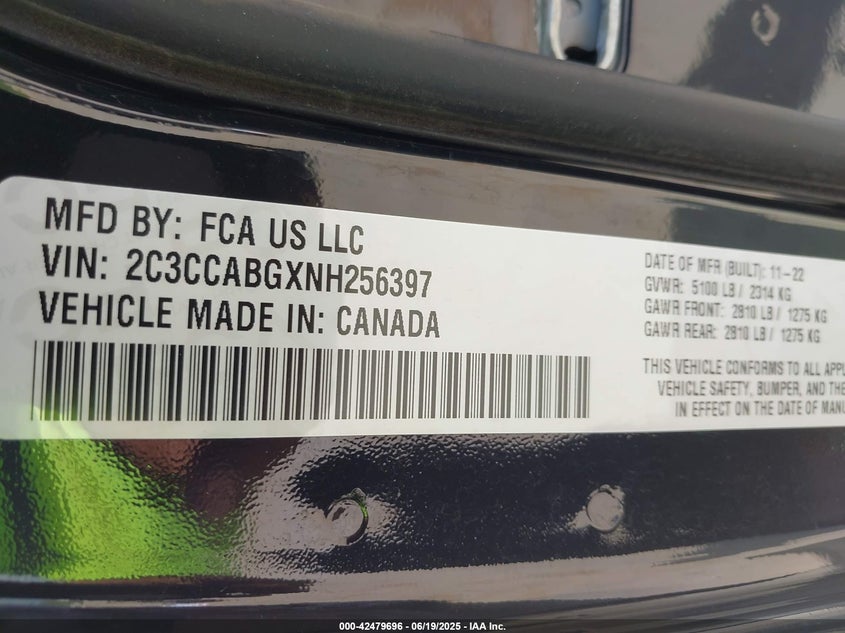 MFD BY: FCA US LLC
VIN: 2C3CCABGXNH256397
VEHICLE MADE IN: CANADA
DATE OF MFR (BUILT): 11-22
GVWR: 5100 LB / 2314 KG
GAWR FRONT: 2810 LB / 1275 KG
GAWR REAR: 2810 LB / 1275 KG
THIS VEHICLE CONFORMS TO ALL APPL
VEHICLE SAFETY, BUMPER, AND THE
IN EFFECT ON THE DATE OF MANU
000-42479696 - 06/19/2025 - IAA Inc.